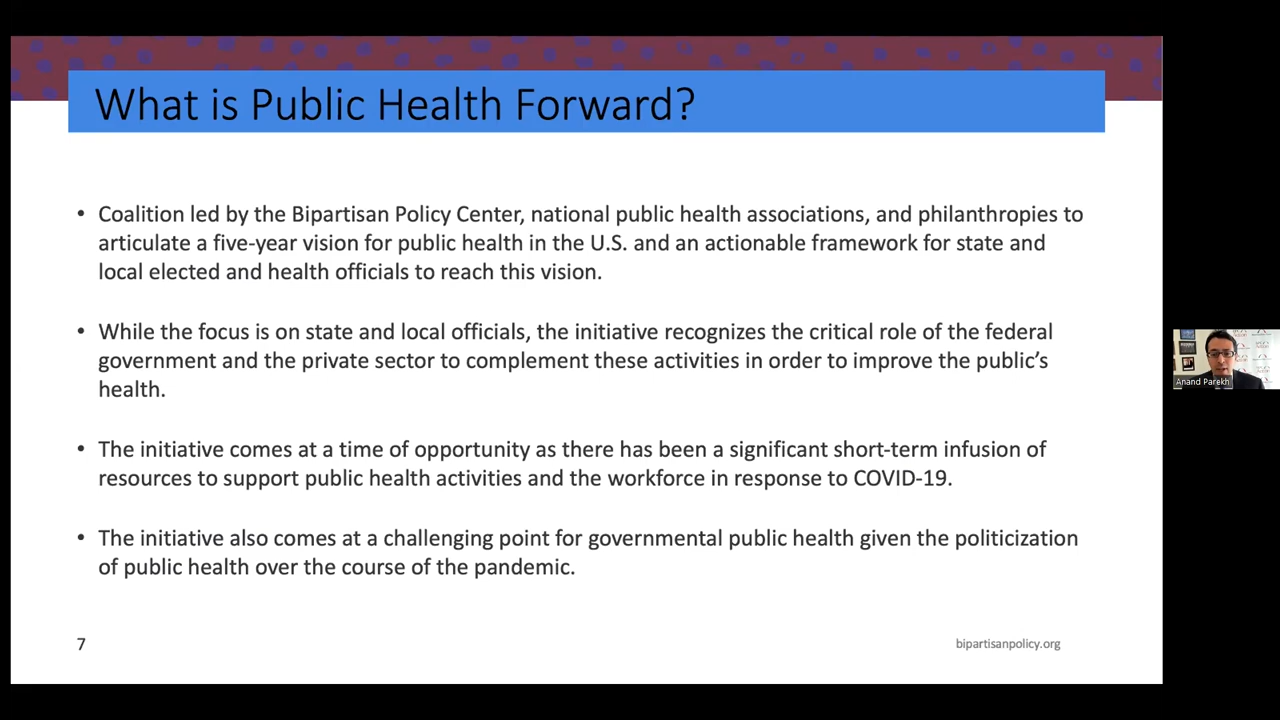 What is Public Health Forward?
• Coalition led by the Bipartisan Policy Center, national public health associations, and philanthropies to
articulate a five-year vision for public health in the U.S. and an actionable framework for state and
local elected and health officials to reach this vision.
• While the focus is on state and local officials, the initiative recognizes the critical role of the federal
government and the private sector to complement these activities in order to improve the public’s
health.
• The initiative comes at a time of opportunity as there has been a significant short-term infusion of
resources to support public health activities and the workforce in response to COVID-19.
• The initiative also comes at a challenging point for governmental public health given the politicization
of public health over the course of the pandemic.
7
bipartisanpolicy.org
Anand Parekh